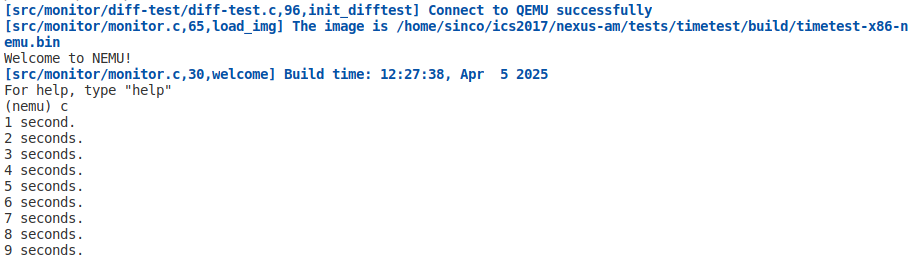 [src/monitor/diff-test/diff-test.c,96,init_difftest] Connect to QEMU successfully
[src/monitor/monitor.c,65,load_img] The image is /home/sinco/ics2017/nexus-am/tests/timetest/build/timetest-x86-n
emu.bin
Welcome to NEMU!
[src/monitor/monitor.c,30,welcome] Build time: 12:27:38, Apr  5 2025
For help, type "help"
(nemu) c
1 second.
2 seconds.
3 seconds.
4 seconds.
5 seconds.
6 seconds.
7 seconds.
8 seconds.
9 seconds.